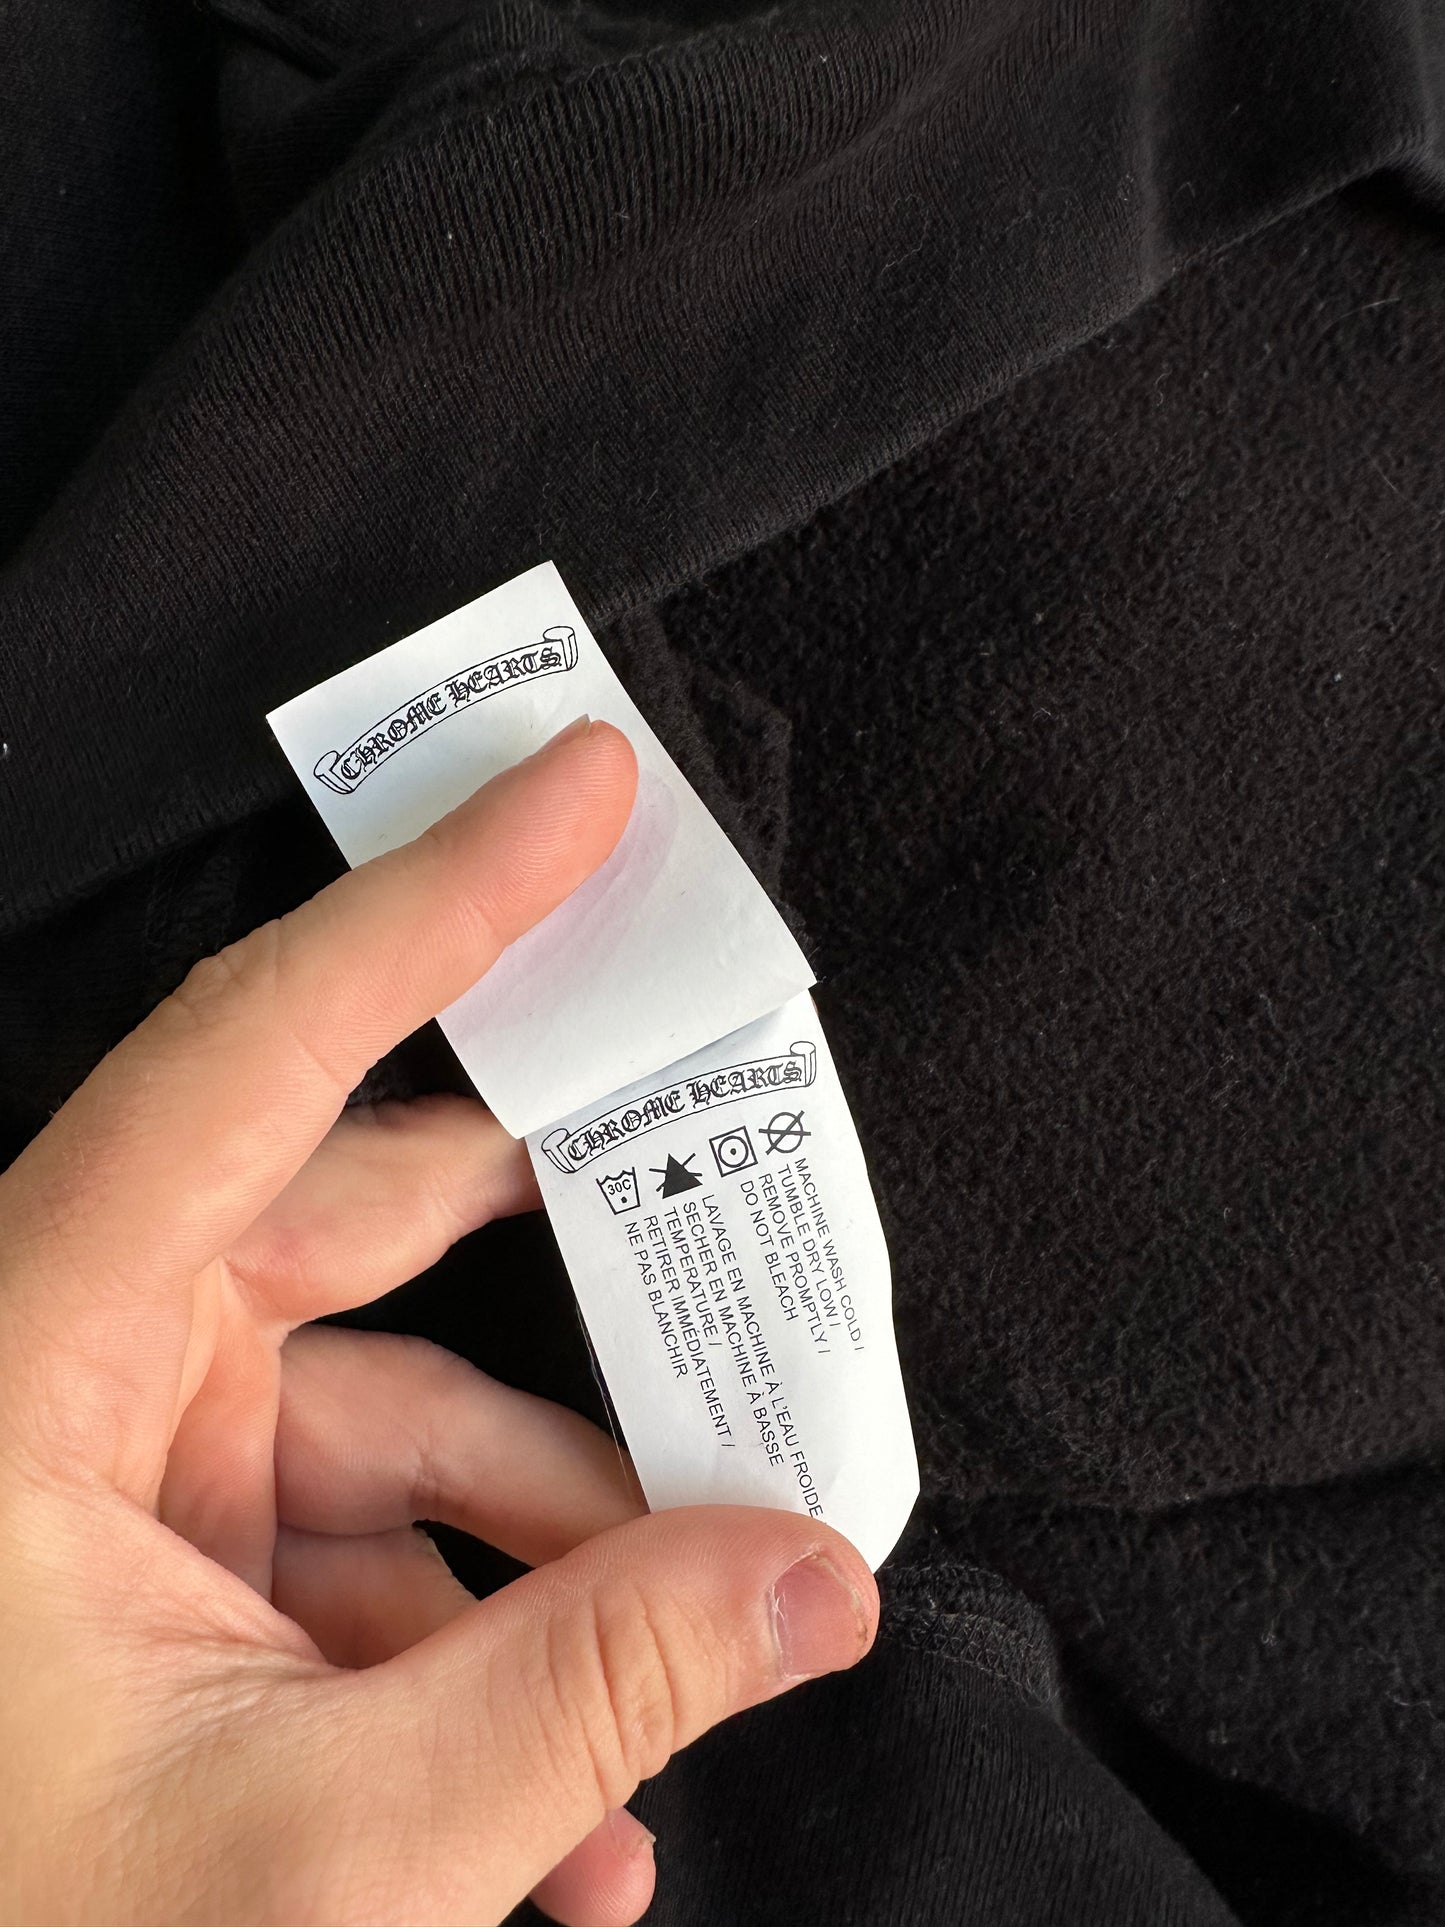 CHROME HEARTS
CHROME HEARTS
30C
MACHINE WASH COLD /
TUMBLE DRY LOW /
REMOVE PROMPTLY /
DO NOT BLEACH
LAVAGE EN MACHINE À L'EAU FROIDE
SECHER EN MACHINE À BASSE
TEMPERATURE /
RETIRER IMMÉDIATEMENT /
NE PAS BLANCHIR